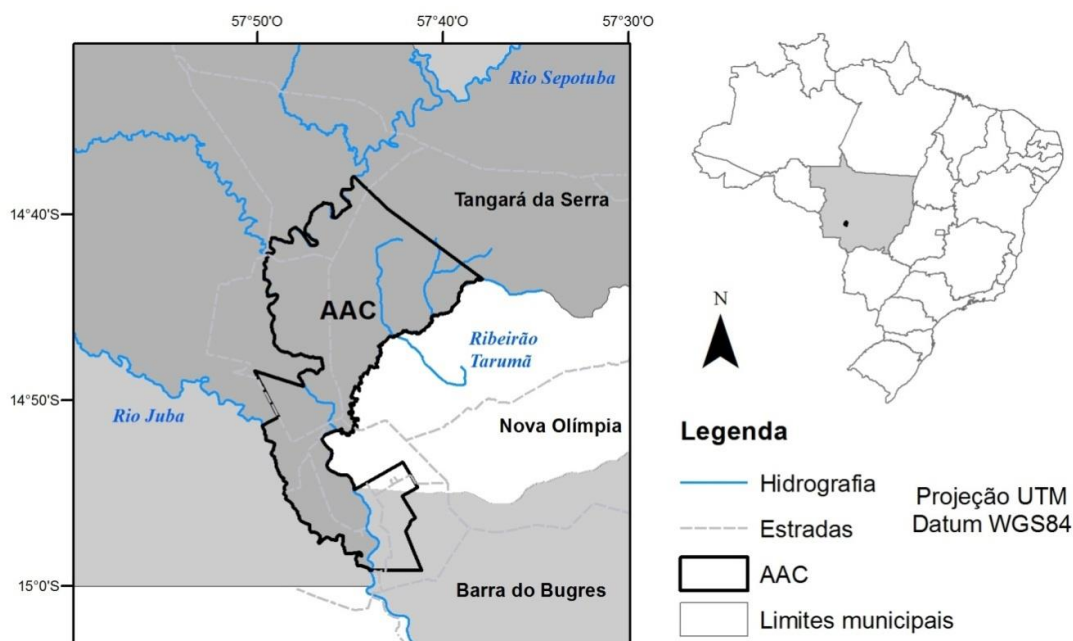 57°50'O
57°40'O
57°30'O
Rio Sepotuba
Tangará da Serra
14°40'S
AAC
Ribeirão
Tarumã
14°50'S
Rio Juba
Nova Olímpia
15°0'S
Barra do Bugres
N
Legenda
Hidrografia
Estradas
AAC
Limites municipais
Projeção UTM
Datum WGS84